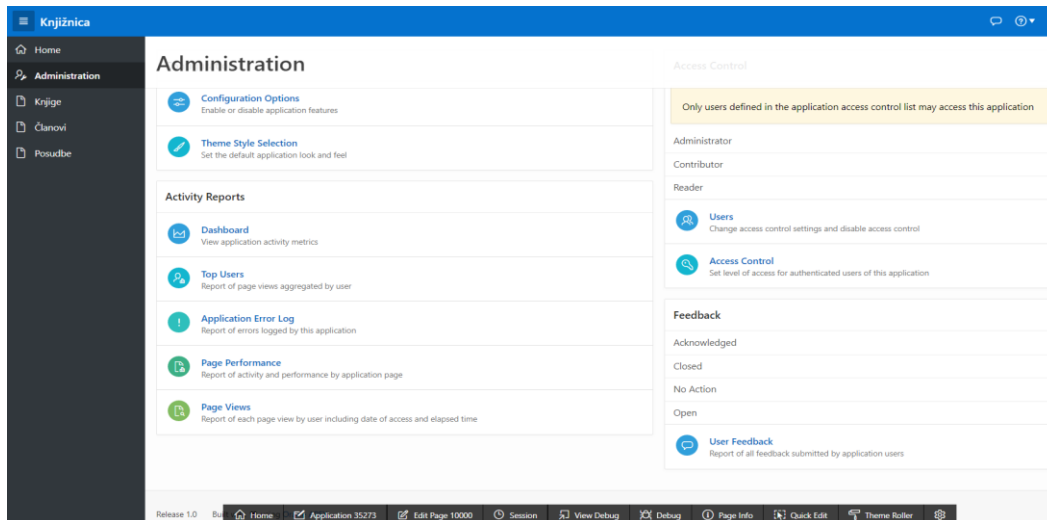 Knjižnica
Home
Administration
Knjige
Članovi
Posudbe
Administration
Configuration Options
Enable or disable application features
Theme Style Selection
Set the default application look and feel
Activity Reports
Dashboard
View application activity metrics
Top Users
Report of page views aggregated by user
Application Error Log
Report of errors logged by this application
Page Performance
Report of activity and performance by application page
Page Views
Report of each page view by user including date of access and elapsed time
Access Control
Only users defined in the application access control list may access this application
Administrator
Contributor
Reader
Users
Change access control settings and disable access control
Access Control
Set level of access for authenticated users of this application
Feedback
Acknowledged
Closed
No Action
Open
User Feedback
Report of all feedback submitted by application users
Release 1.0
Home
Application 35273
Edit Page 10000
Session
View Debug
Debug
Page Info
Quick Edit
Theme Roller